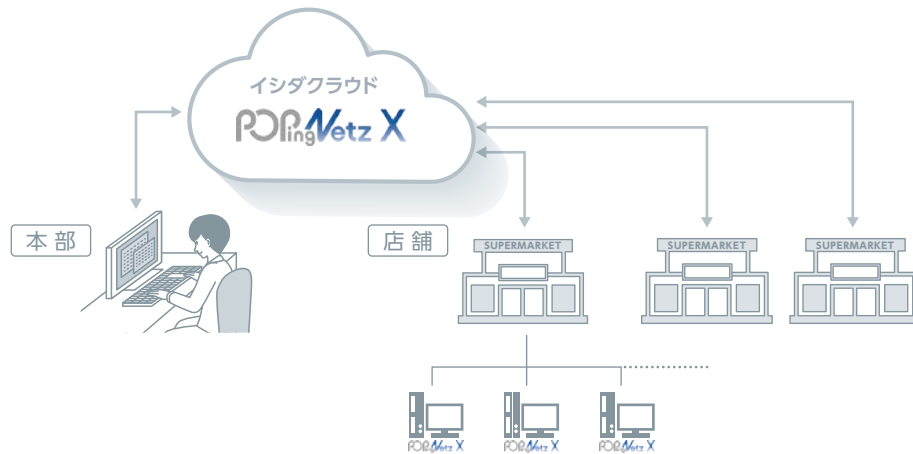 イシダクラウド
POPingNetz X
本部
店舗
SUPERMARKET
SUPERMARKET
SUPERMARKET
POPingNetz X
POPingNetz X
POPingNetz X